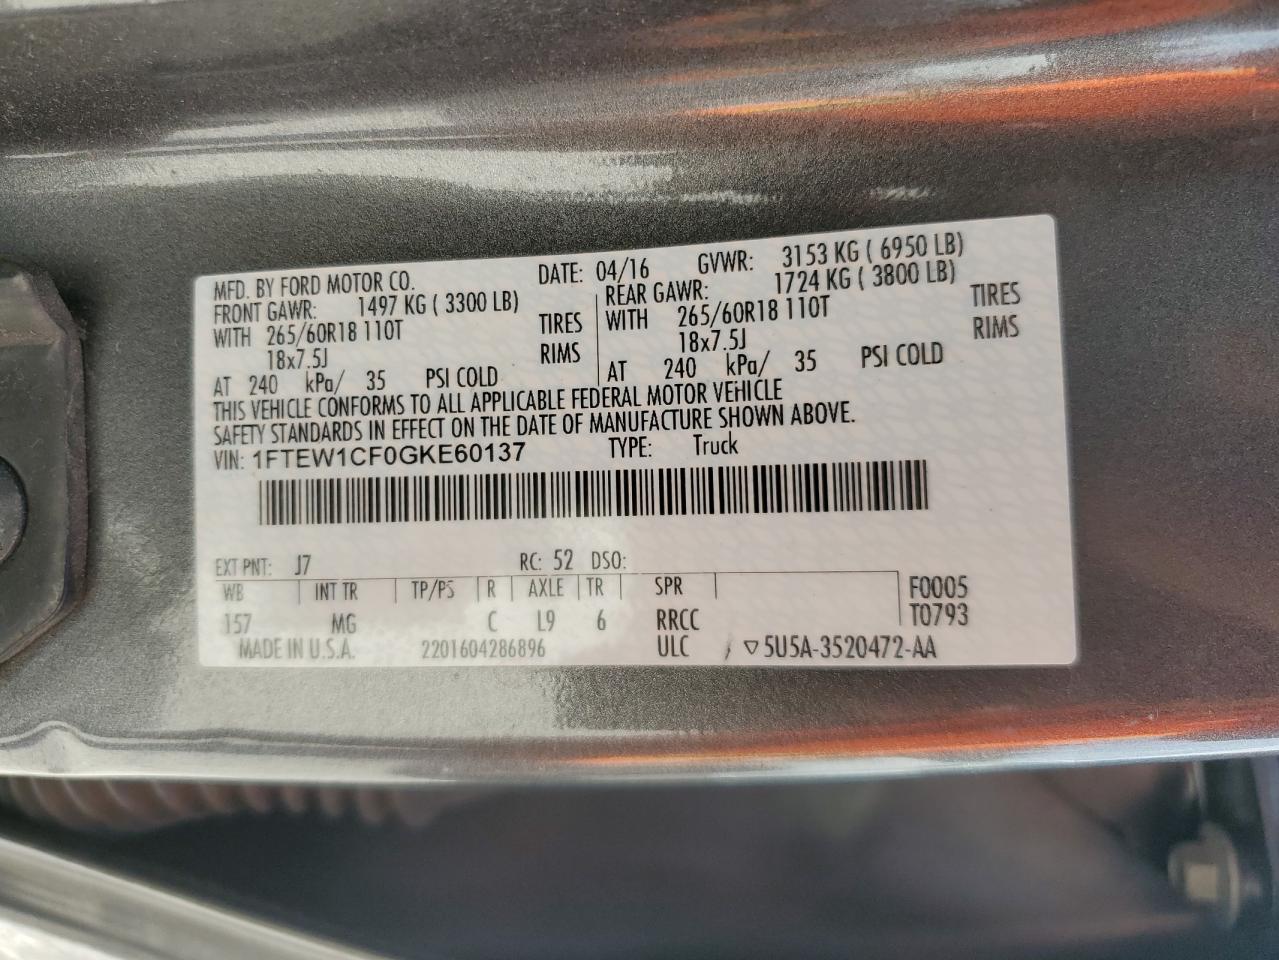 MFD. BY FORD MOTOR CO. DATE: 04/16 GVWR: 3153 KG ( 6950 LB)
FRONT GAWR: 1497 KG ( 3300 LB) REAR GAWR: 1724 KG ( 3800 LB)
WITH 265/60R18 110T TIRES WITH 265/60R18 110T TIRES
18x7.5J RIMS 18x7.5J RIMS
AT 240 kPa/ 35 PSI COLD AT 240 kPa/ 35 PSI COLD
THIS VEHICLE CONFORMS TO ALL APPLICABLE FEDERAL MOTOR VEHICLE
SAFETY STANDARDS IN EFFECT ON THE DATE OF MANUFACTURE SHOWN ABOVE.
VIN: 1FTEW1CF0GKE60137 TYPE: Truck
EXT PNT: J7 RC: 52 DSO:
WB INT TR TP/PS R AXLE TR SPR F0005
157 MG C L9 6 RRCC T0793
MADE IN U.S.A. 2201604286896 ULC ▽5U5A-3520472-AA